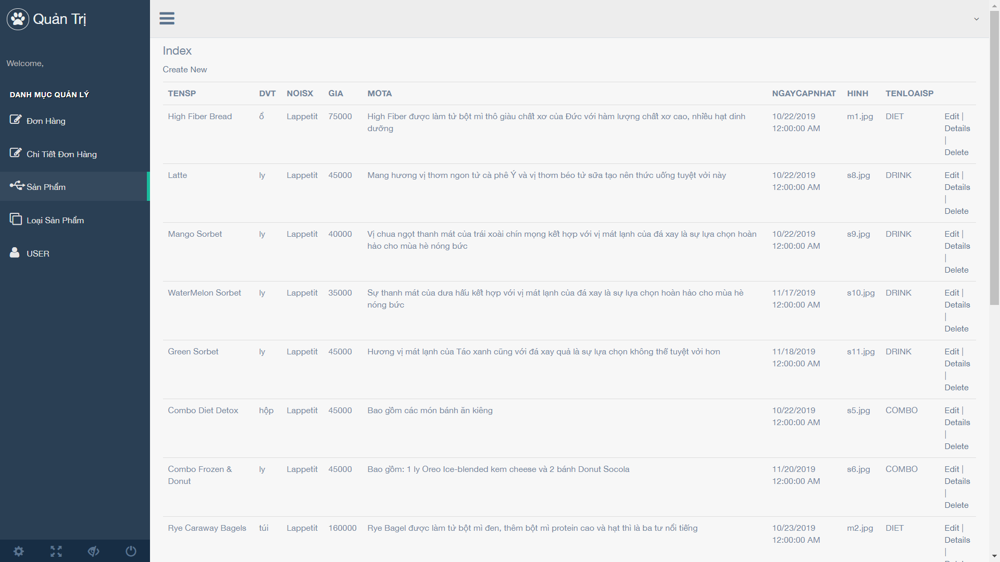 Quản Trị
Welcome,
DANH MỤC QUẢN LÝ
Đơn Hàng
Chi Tiết Đơn Hàng
Sản Phẩm
Loại Sản Phẩm
USER
Index
Create New
TENSP DVT NOISX GIA MOTA NGAYCAPNHAT HINH TENLOAISP
High Fiber Bread ổ Lappetit 75000 High Fiber được làm từ bột mì thô giàu chất xơ của Đức với hàm lượng chất xơ cao, nhiều hạt dinh 10/22/2019 m1.jpg DIET Edit |
dưỡng 12:00:00 AM Details
|
Delete
Latte ly Lappetit 45000 Mang hương vị thơm ngon từ cà phê Ý và vị thơm béo từ sữa tạo nên thức uống tuyệt vời này 10/22/2019 s8.jpg DRINK Edit |
12:00:00 AM Details
|
Delete
Mango Sorbet ly Lappetit 40000 Vị chua ngọt thanh mát của trái xoài chín mọng kết hợp với vị mát lạnh của đá xay là sự lựa chọn hoàn 10/22/2019 s9.jpg DRINK Edit |
hảo cho mùa hè nóng bức 12:00:00 AM Details
|
Delete
WaterMelon Sorbet ly Lappetit 35000 Sự thanh mát của dưa hấu kết hợp với vị mát lạnh của đá xay là sự lựa chọn hoàn hảo cho mùa hè 11/17/2019 s10.jpg DRINK Edit |
nóng bức 12:00:00 AM Details
|
Delete
Green Sorbet ly Lappetit 45000 Hương vị mát lạnh của Táo xanh cũng với đá xay quả là sự lựa chọn không thể tuyệt vời hơn 11/18/2019 s11.jpg DRINK Edit |
12:00:00 AM Details
|
Delete
Combo Diet Detox hộp Lappetit 45000 Bao gồm các món bánh ăn kiêng 10/22/2019 s5.jpg COMBO Edit |
12:00:00 AM Details
|
Delete
Combo Frozen & ly Lappetit 45000 Bao gồm: 1 ly Oreo Ice-blended kem cheese và 2 bánh Donut Socola 11/20/2019 s6.jpg COMBO Edit |
Donut 12:00:00 AM Details
|
Delete
Rye Caraway Bagels túi Lappetit 160000 Rye Bagel được làm từ bột mì đen, thêm bột mì protein cao và hạt thì là ba tư nổi tiếng 10/23/2019 m2.jpg DIET Edit |
12:00:00 AM Details
|